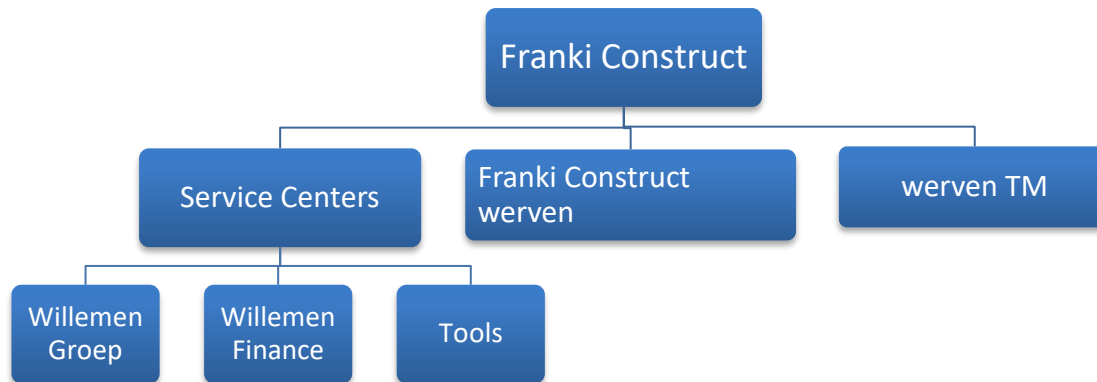 Franki Construct
Service Centers
Franki Construct
werven
werven TM
Willemen
Groep
Willemen
Finance
Tools